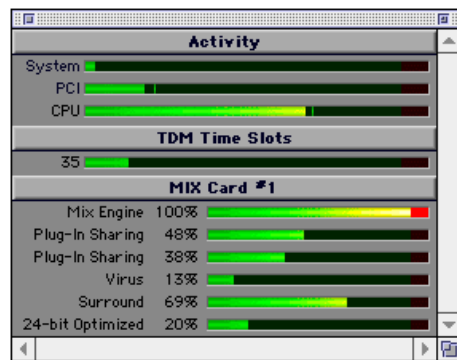 Activity
System
PCI
CPU
TDM Time Slots
35
MIX Card #1
Mix Engine 100%
Plug-In Sharing 48%
Plug-In Sharing 38%
Virus 13%
Surround 69%
24-bit Optimized 20%